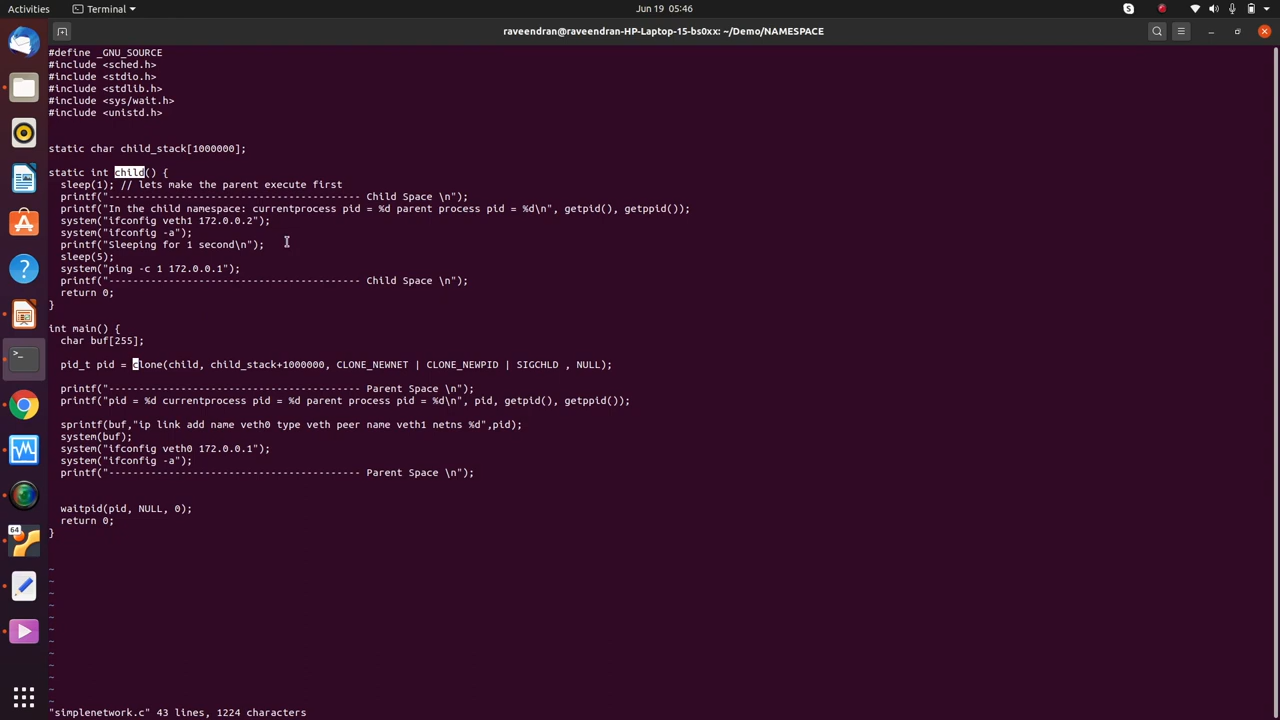 Activities
Terminal
Jun 19 05:46
raveendran@raveendran-HP-Laptop-15-bs0xx: ~/Demo/NAMESPACE
#define _GNU_SOURCE
#include <sched.h>
#include <stdio.h>
#include <stdlib.h>
#include <sys/wait.h>
#include <unistd.h>
static char child_stack[1000000];
static int child() {
  sleep(1); // lets make the parent execute first
  printf("------------------------------------------ Child Space \n");
  printf("In the child namespace: currentprocess pid = %d parent process pid = %d\n", getpid(), getppid());
  system("ifconfig veth1 172.0.0.2");
  system("ifconfig -a");
  printf("Sleeping for 1 second\n");
  sleep(5);
  system("ping -c 1 172.0.0.1");
  printf("------------------------------------------ Child Space \n");
  return 0;
}
int main() {
  char buf[255];
  pid_t pid = clone(child, child_stack+1000000, CLONE_NEWNET | CLONE_NEWPID | SIGCHLD , NULL);
  printf("------------------------------------------ Parent Space \n");
  printf("pid = %d currentprocess pid = %d parent process pid = %d\n", pid, getpid(), getppid());
  sprintf(buf,"ip link add name veth0 type veth peer name veth1 netns %d",pid);
  system(buf);
  system("ifconfig veth0 172.0.0.1");
  system("ifconfig -a");
  printf("------------------------------------------ Parent Space \n");
  waitpid(pid, NULL, 0);
  return 0;
}
~
~
~
~
~
~
~
~
~
~
~
~
"simplenetwork.c" 43 lines, 1224 characters
64